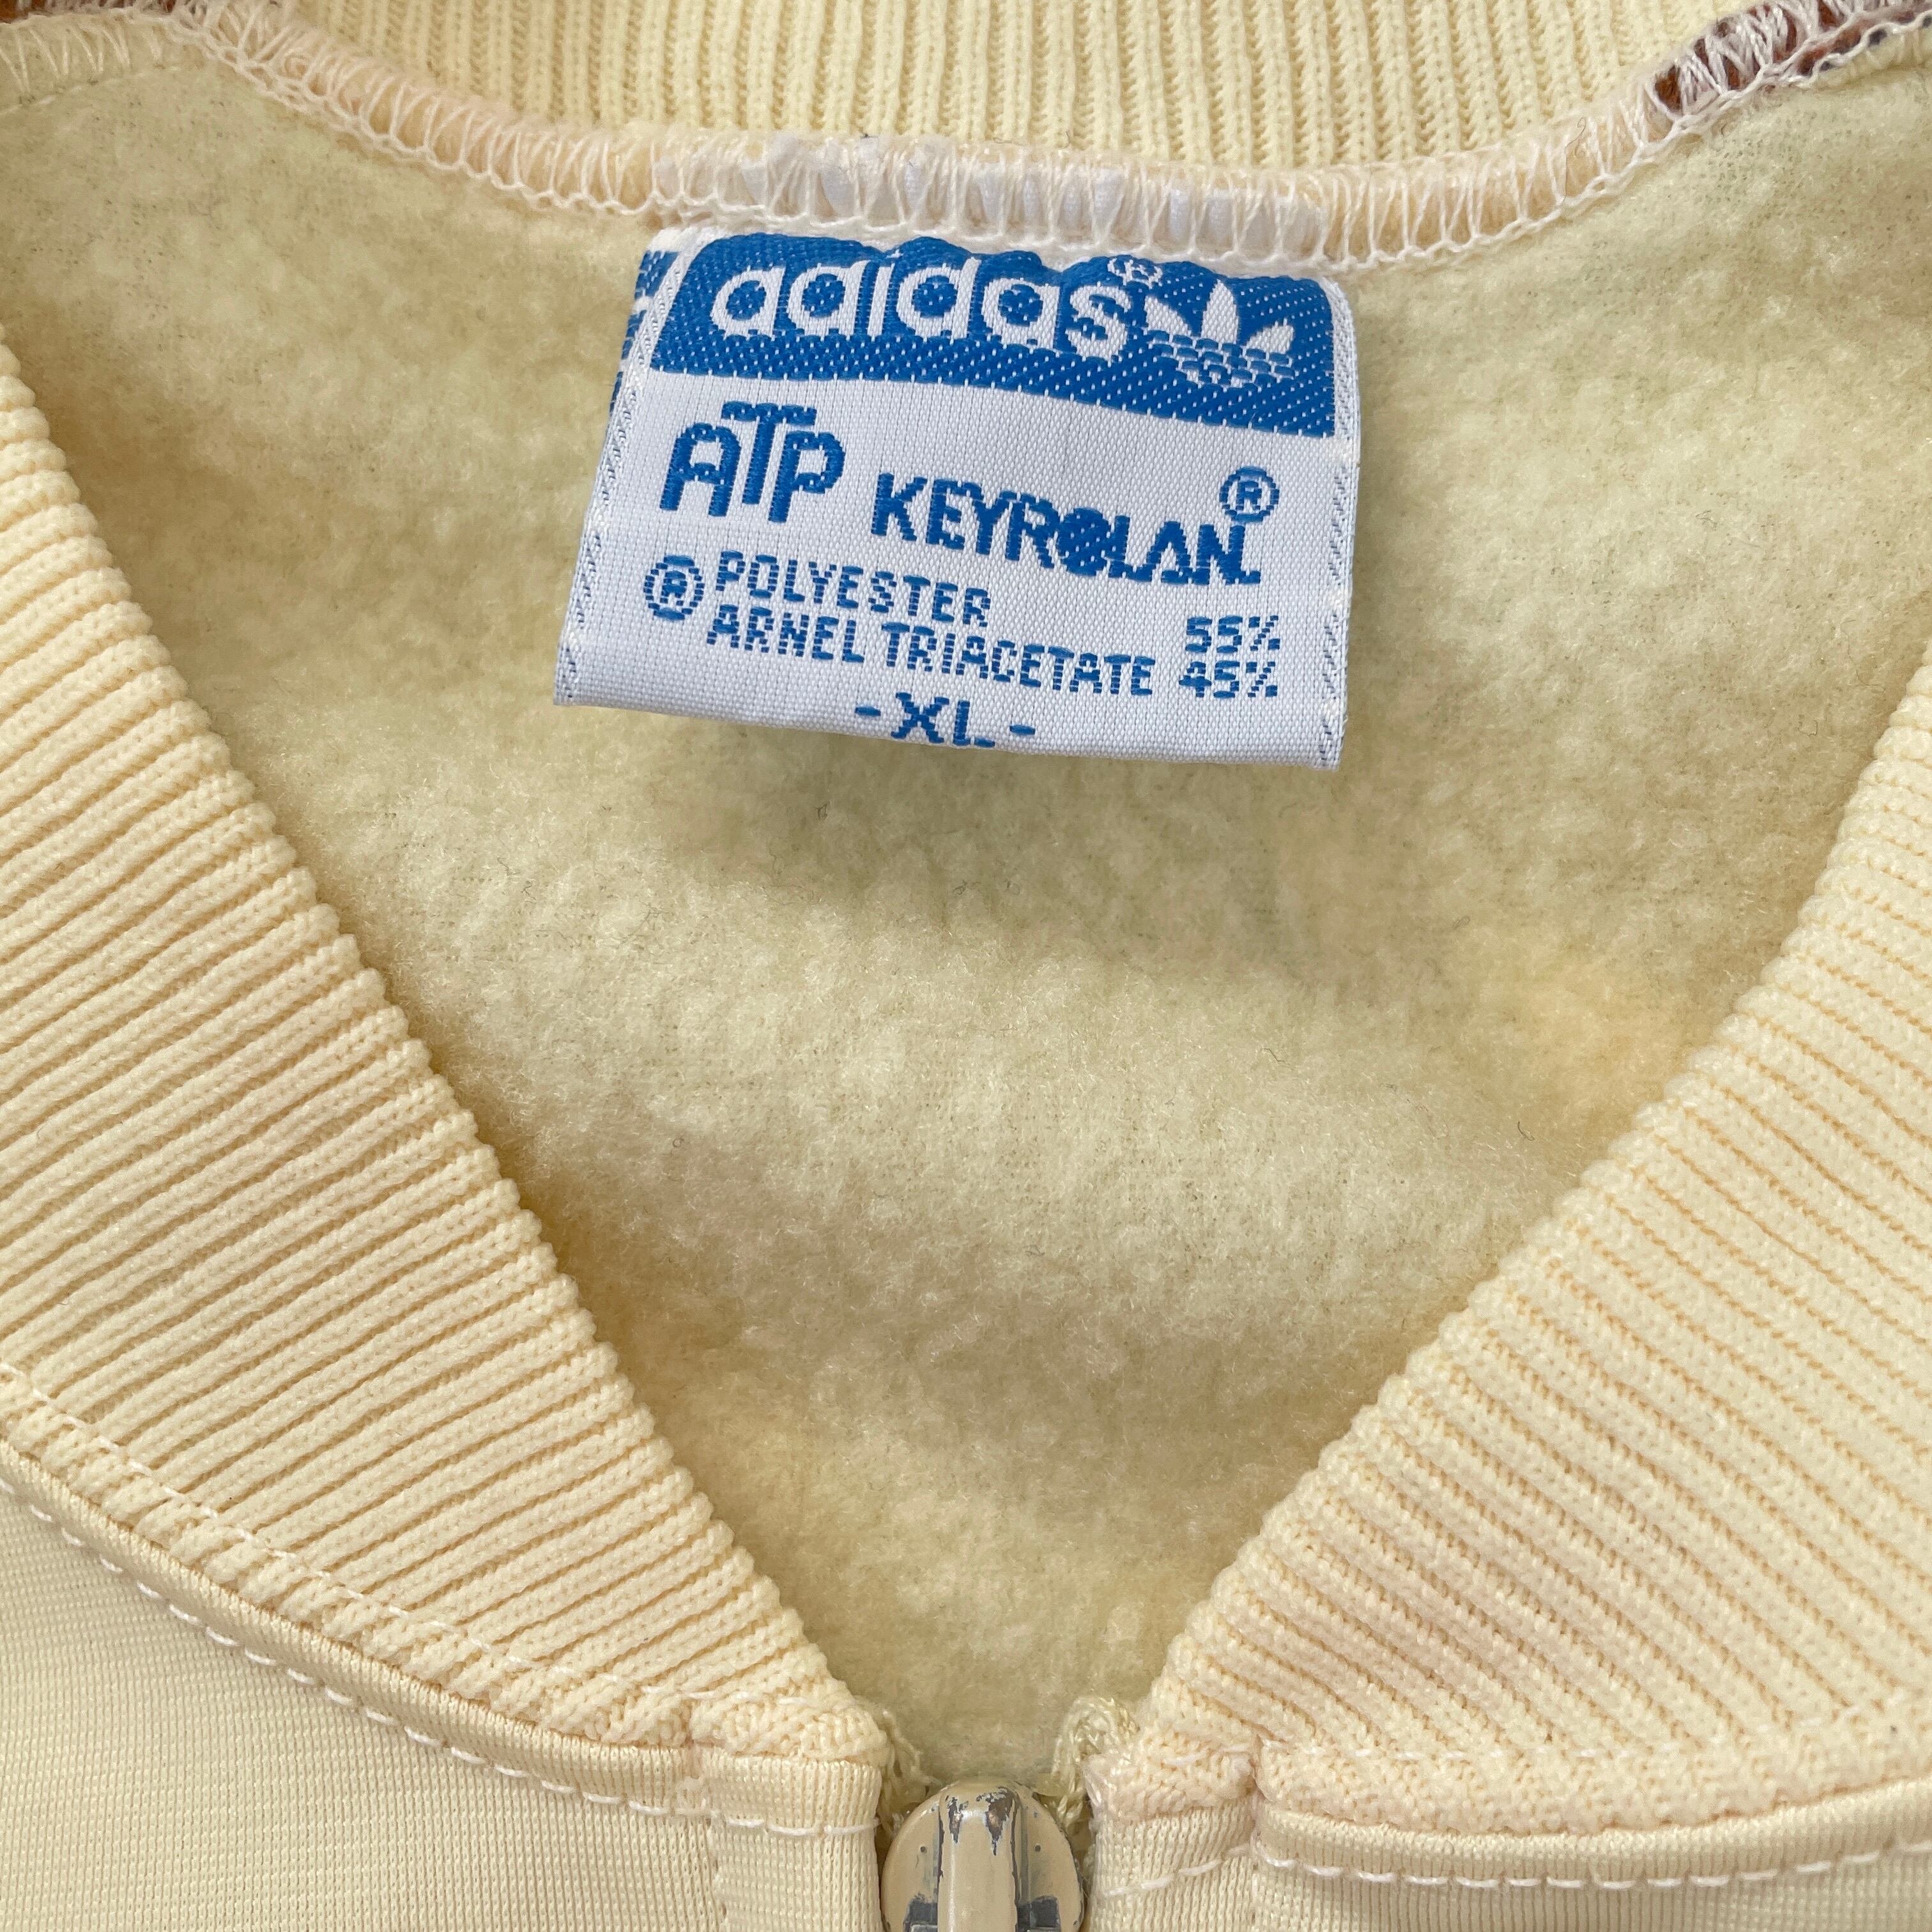 adidas®
ATP KEYROLAN®
® POLYESTER 55%
ARNEL TRIACETATE 45%
-XL-